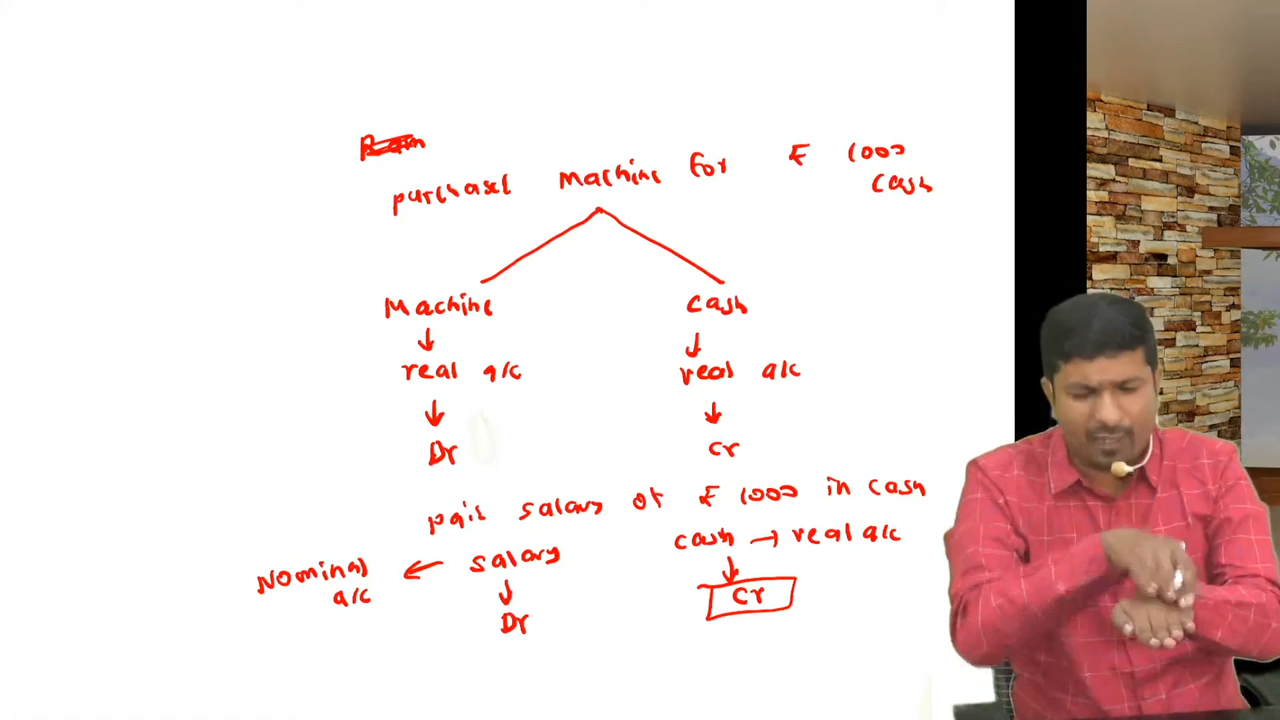 purchased Machine for ₹ 1000
cash
Machine cash
real a/c real a/c
Dr Cr
paid salary of ₹ 1000 in cash
Nominal a/c salary cash → real a/c
Dr Cr